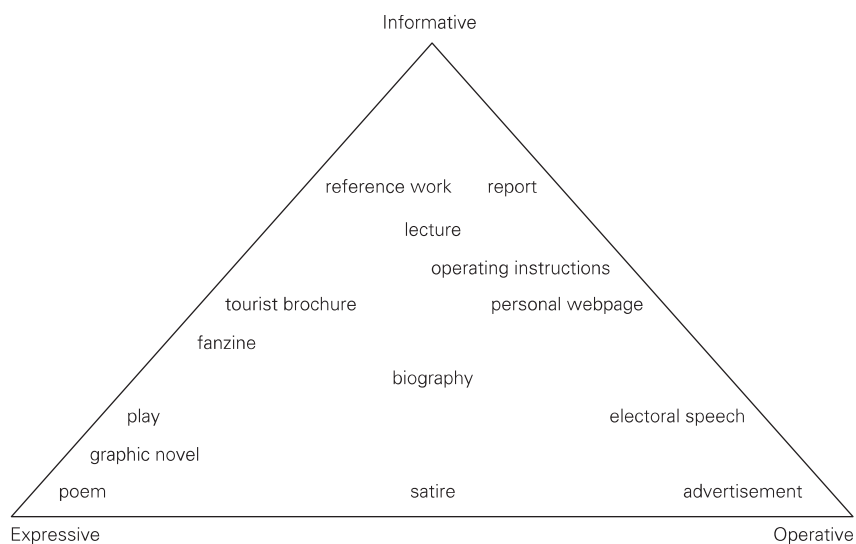 Informative
reference work report
lecture
operating instructions
tourist brochure personal webpage
fanzine
biography
play electoral speech
graphic novel
poem satire advertisement
Expressive Operative